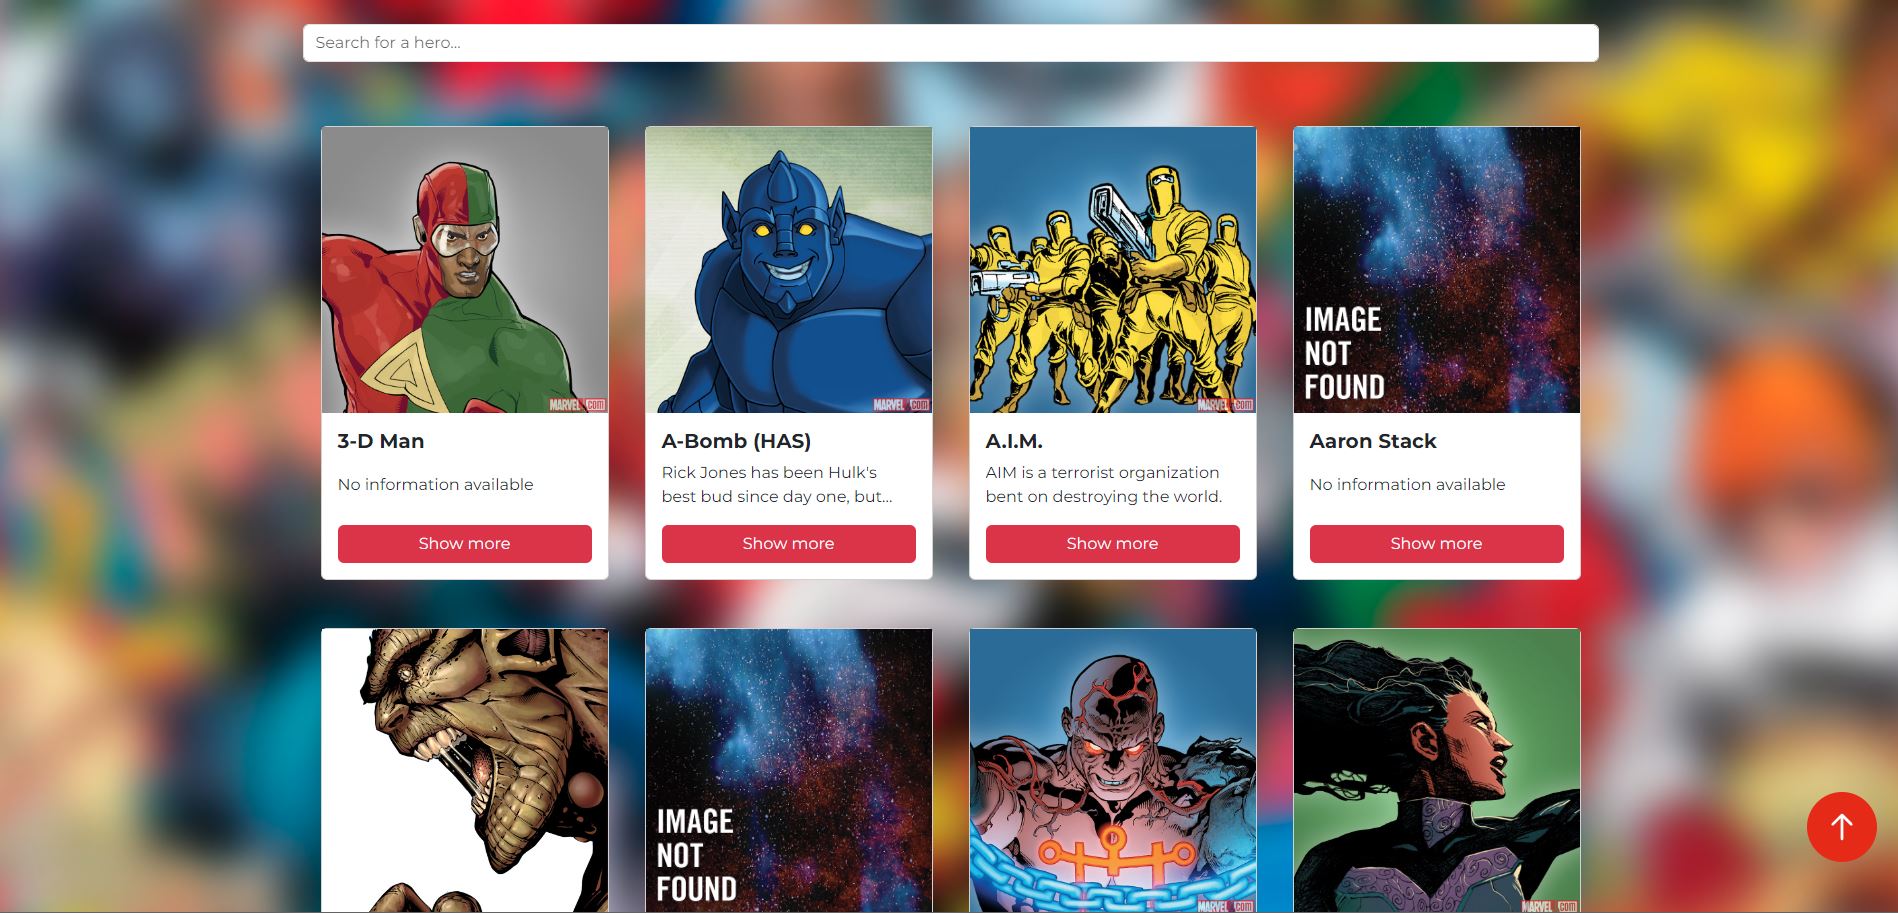 Search for a hero...
MARVEL.com
MARVEL.com
MARVEL.com
IMAGE
NOT
FOUND
3-D Man
No information available
Show more
A-Bomb (HAS)
Rick Jones has been Hulk's
best bud since day one, but...
Show more
A.I.M.
AIM is a terrorist organization
bent on destroying the world.
Show more
Aaron Stack
No information available
Show more
IMAGE
NOT
FOUND
MARVEL.com
MARVEL.com